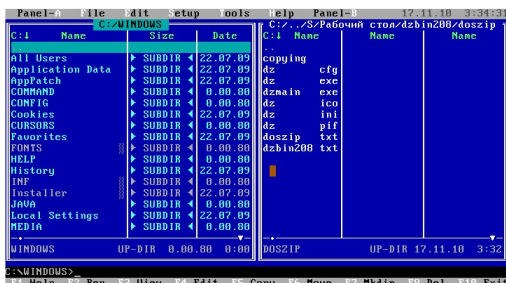 Panel-A File Edit Setup Tools Help Panel-B 17.11.10 3:34:31
C:/WINDOWS
C:/../S/Рабочий стол/dzbin208/doszip
C:↓ Name Size Date
C:↓ Name Name Name
..
..
All Users ► SUBDIR ◄ 22.07.09
copying
Application Data ► SUBDIR ◄ 22.07.09
dz cfg
AppPatch ► SUBDIR ◄ 22.07.09
dz exe
COMMAND ► SUBDIR ◄ 0.00.80
dzmain exe
CONFIG ► SUBDIR ◄ 0.00.80
dz ico
Cookies ► SUBDIR ◄ 22.07.09
dz ini
CURSORS ► SUBDIR ◄ 0.00.80
dz pif
Favorites ► SUBDIR ◄ 22.07.09
doszip txt
FONTS ► SUBDIR ◄ 0.00.80
dzbin208 txt
HELP ► SUBDIR ◄ 0.00.80
History ► SUBDIR ◄ 22.07.09
INF ► SUBDIR ◄ 0.00.80
Installer ► SUBDIR ◄ 22.07.09
JAVA ► SUBDIR ◄ 0.00.80
Local Settings ► SUBDIR ◄ 22.07.09
MEDIA ► SUBDIR ◄ 0.00.80
WINDOWS UP-DIR 0.00.80 0:00
DOSZIP UP-DIR 17.11.10 3:32
C:\WINDOWS>_
F1 Help F2 Ren F3 View F4 Edit F5 Copy F6 Move F7 Mkdir F8 Del F10 Exit